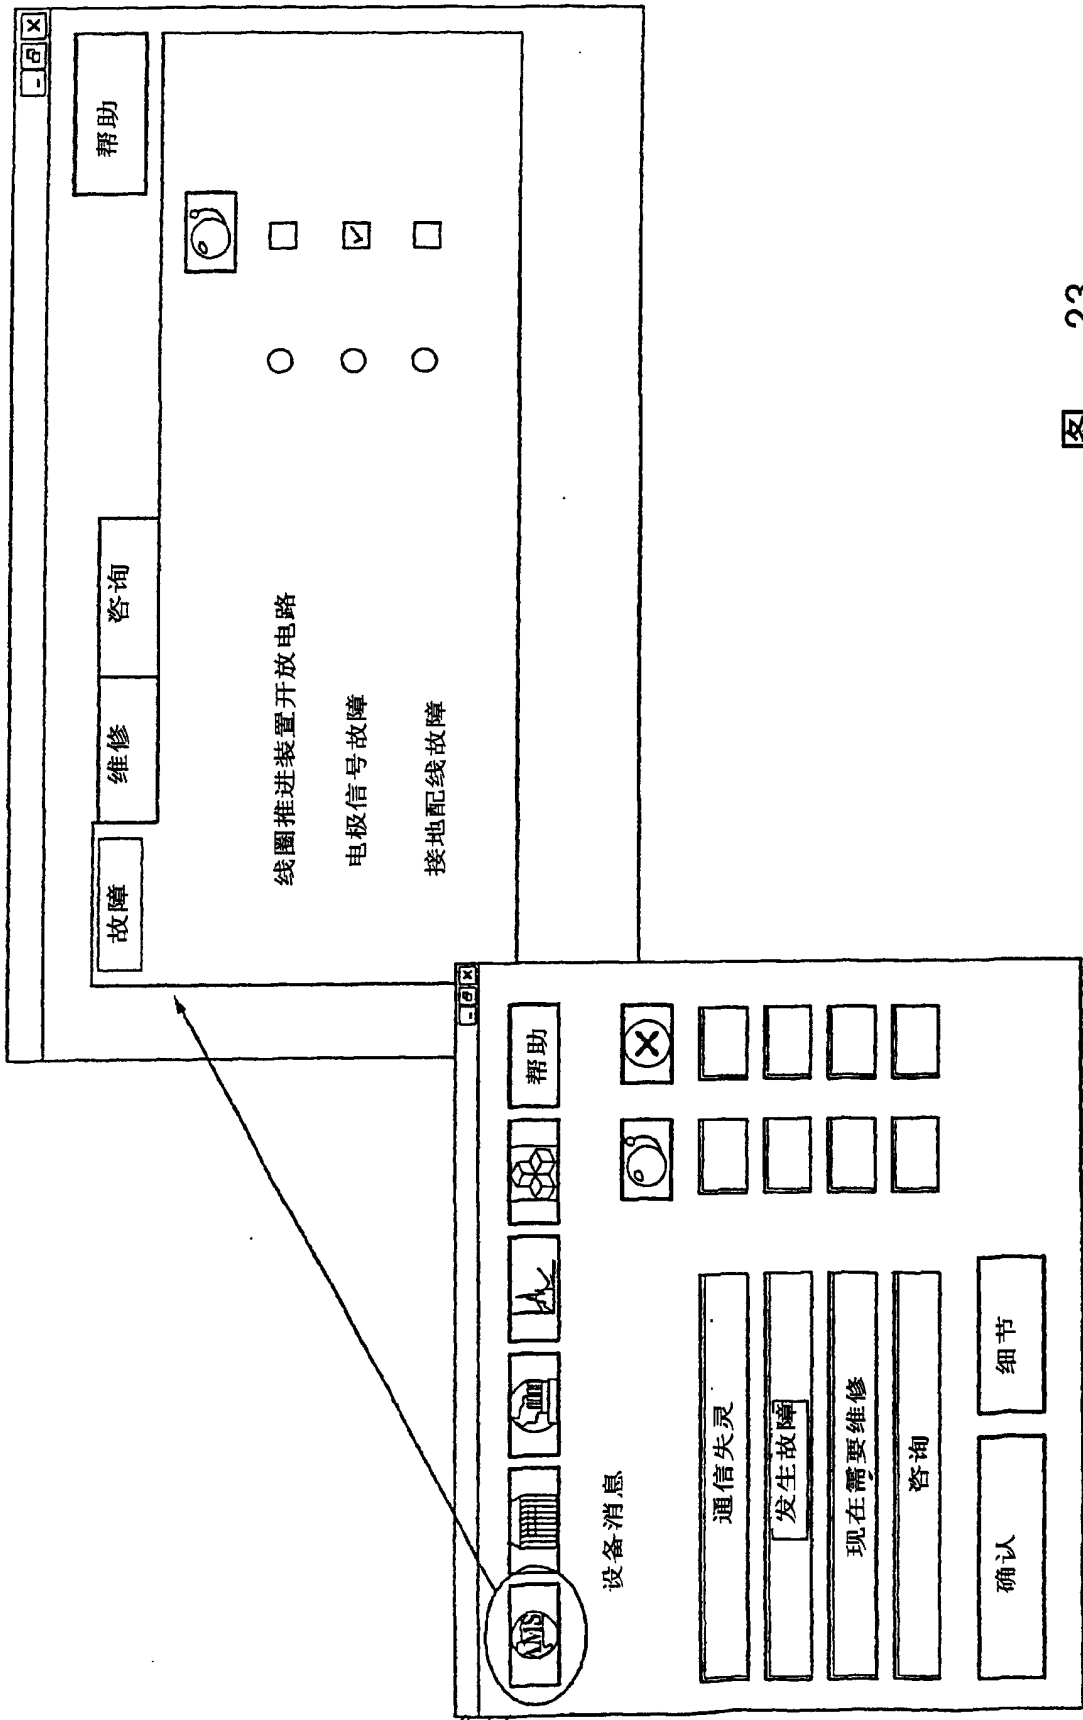 帮助
故障 维修 咨询
线圈推进装置开放电路
电极信号故障
接地配线故障
AMS 帮助
设备消息
通信失灵
发生故障
现在需要维修
咨询
确认 细节
图 23